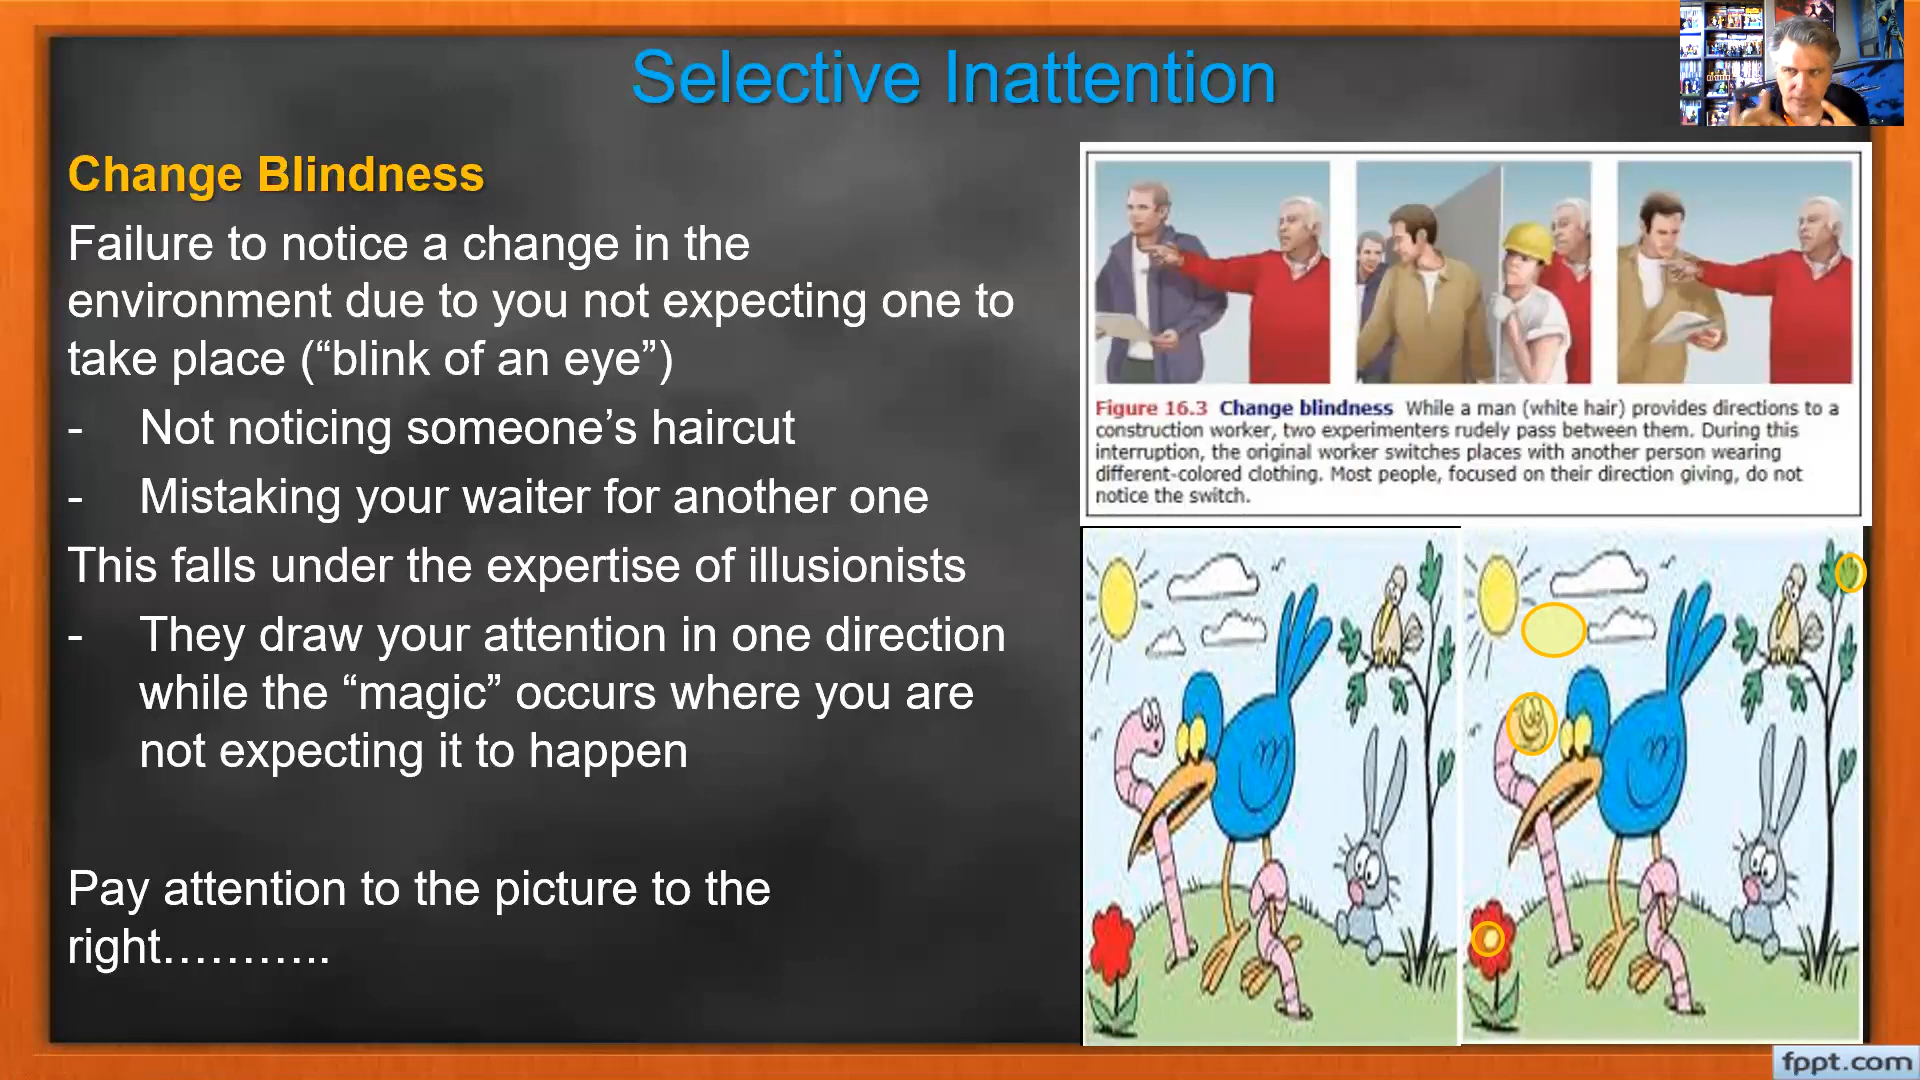 Selective Inattention
Change Blindness
Failure to notice a change in the
environment due to you not expecting one to
take place (“blink of an eye”)
- Not noticing someone’s haircut
- Mistaking your waiter for another one
This falls under the expertise of illusionists
- They draw your attention in one direction
while the “magic” occurs where you are
not expecting it to happen
Pay attention to the picture to the
right………..
Figure 16.3 Change blindness While a man (white hair) provides directions to a
construction worker, two experimenters rudely pass between them. During this
interruption, the original worker switches places with another person wearing
different-colored clothing. Most people, focused on their direction giving, do not
notice the switch.
fppt.com